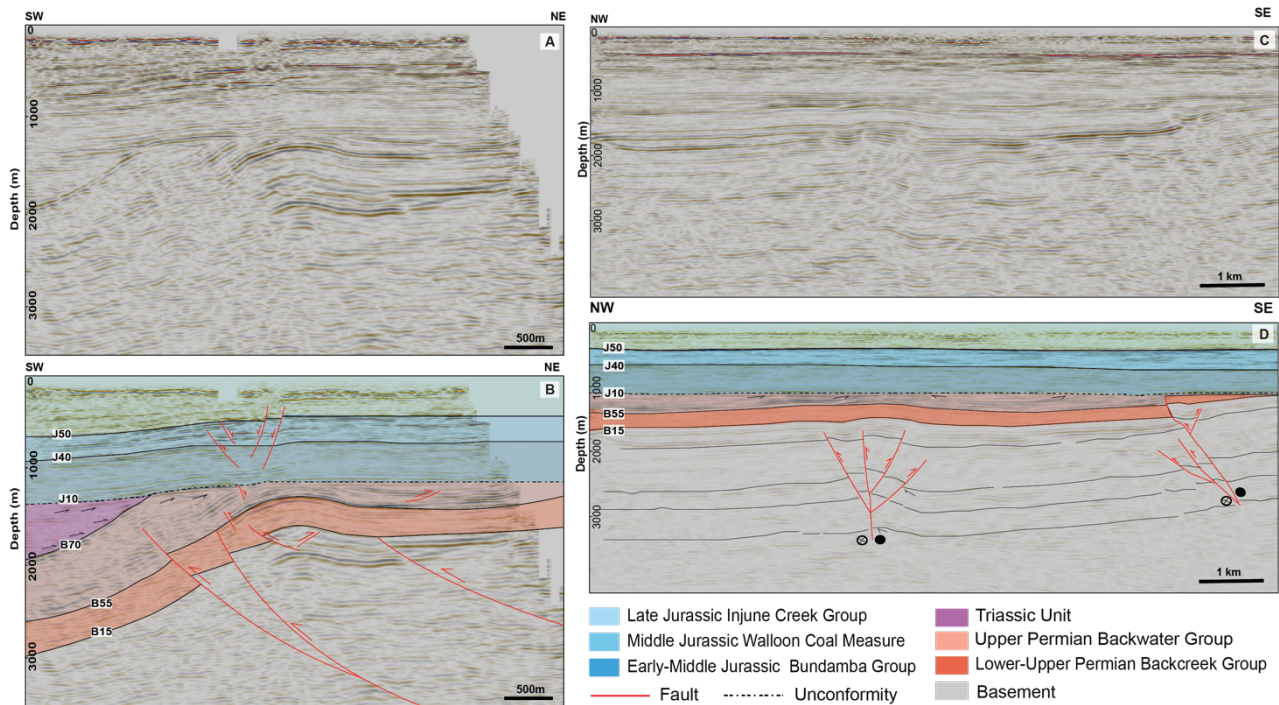 SW
NE
A
0
1000
2000
3000
Depth (m)
500m
NW
SE
C
0
1000
2000
3000
Depth (m)
1 km
SW
NE
B
0
1000
2000
3000
Depth (m)
J50
J40
J10
B70
B55
B15
500m
NW
SE
D
0
1000
2000
3000
Depth (m)
J50
J40
J10
B55
B15
1 km
Late Jurassic Injune Creek Group
Middle Jurassic Walloon Coal Measure
Early-Middle Jurassic Bundamba Group
Fault
Unconformity
Triassic Unit
Upper Permian Backwater Group
Lower-Upper Permian Backcreek Group
Basement